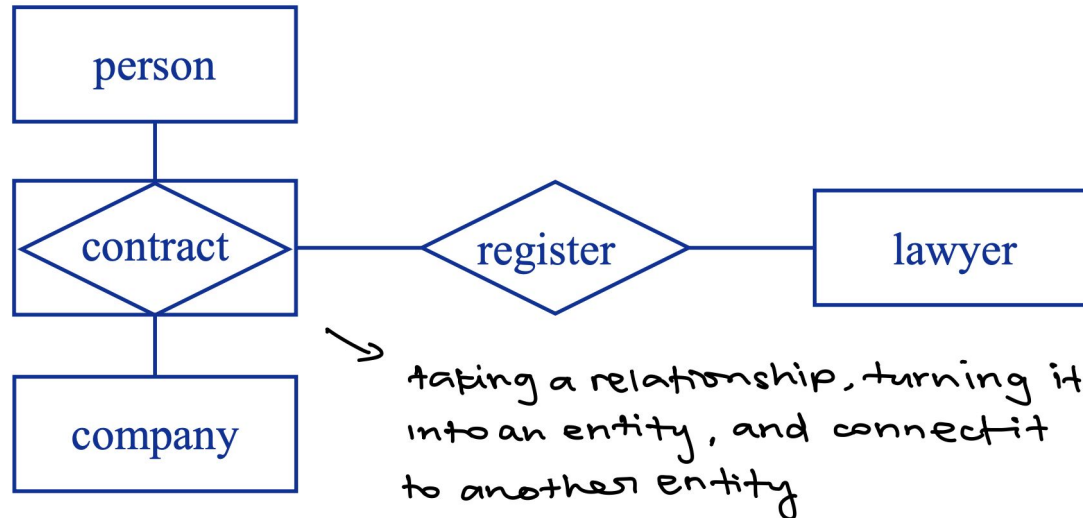 person
contract
register
lawyer
company
taking a relationship, turning it
into an entity, and connect it
to another entity